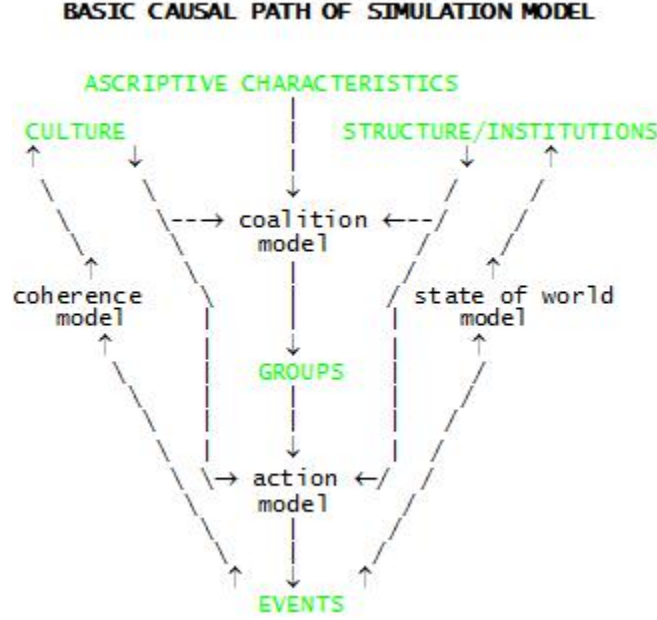 BASIC CAUSAL PATH OF SIMULATION MODEL
ASCRIPTIVE CHARACTERISTICS
CULTURE
STRUCTURE/INSTITUTIONS
coalition
model
coherence
model
state of world
model
GROUPS
action
model
EVENTS